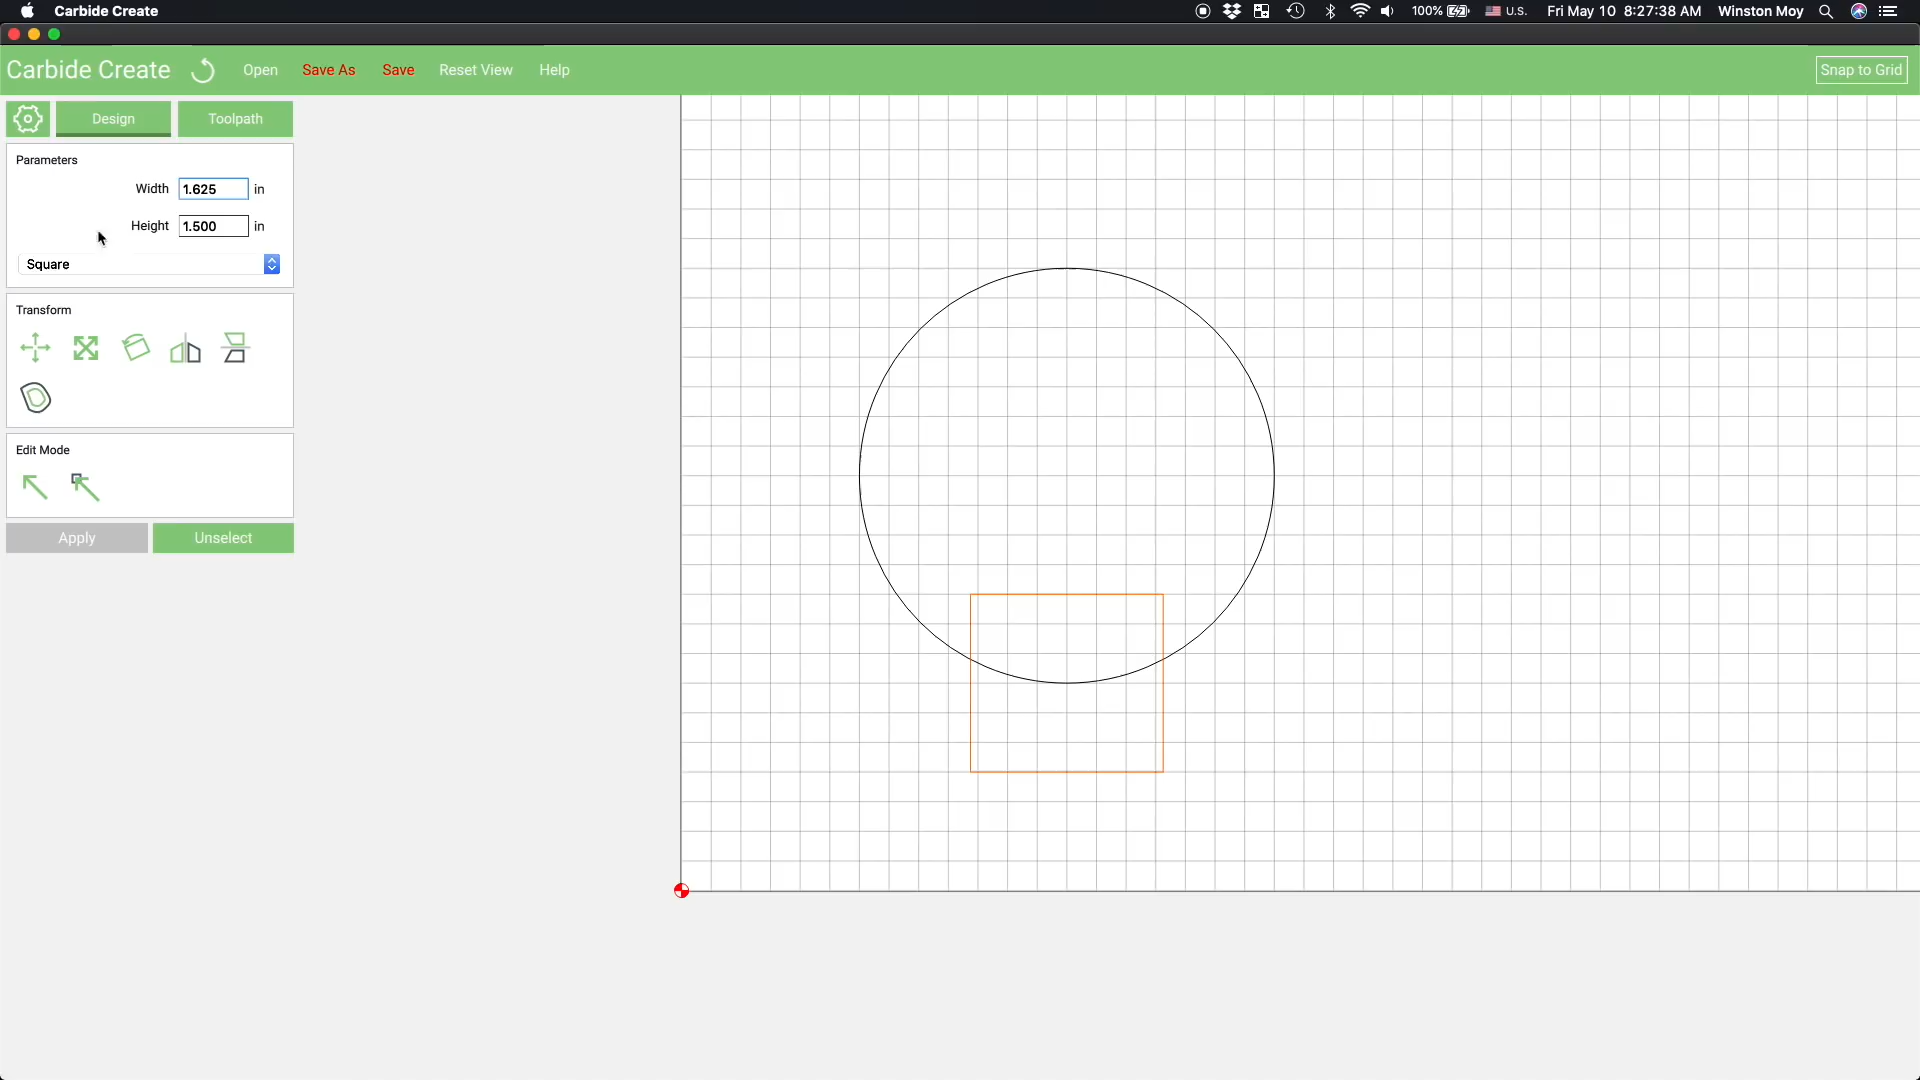 Carbide Create
100%
U.S.
Fri May 10 8:27:38 AM
Winston Moy
Carbide Create
Open
Save As
Save
Reset View
Help
Snap to Grid
Design
Toolpath
Parameters
Width 1.625 in
Height 1.500 in
Square
Transform
Edit Mode
Apply
Unselect